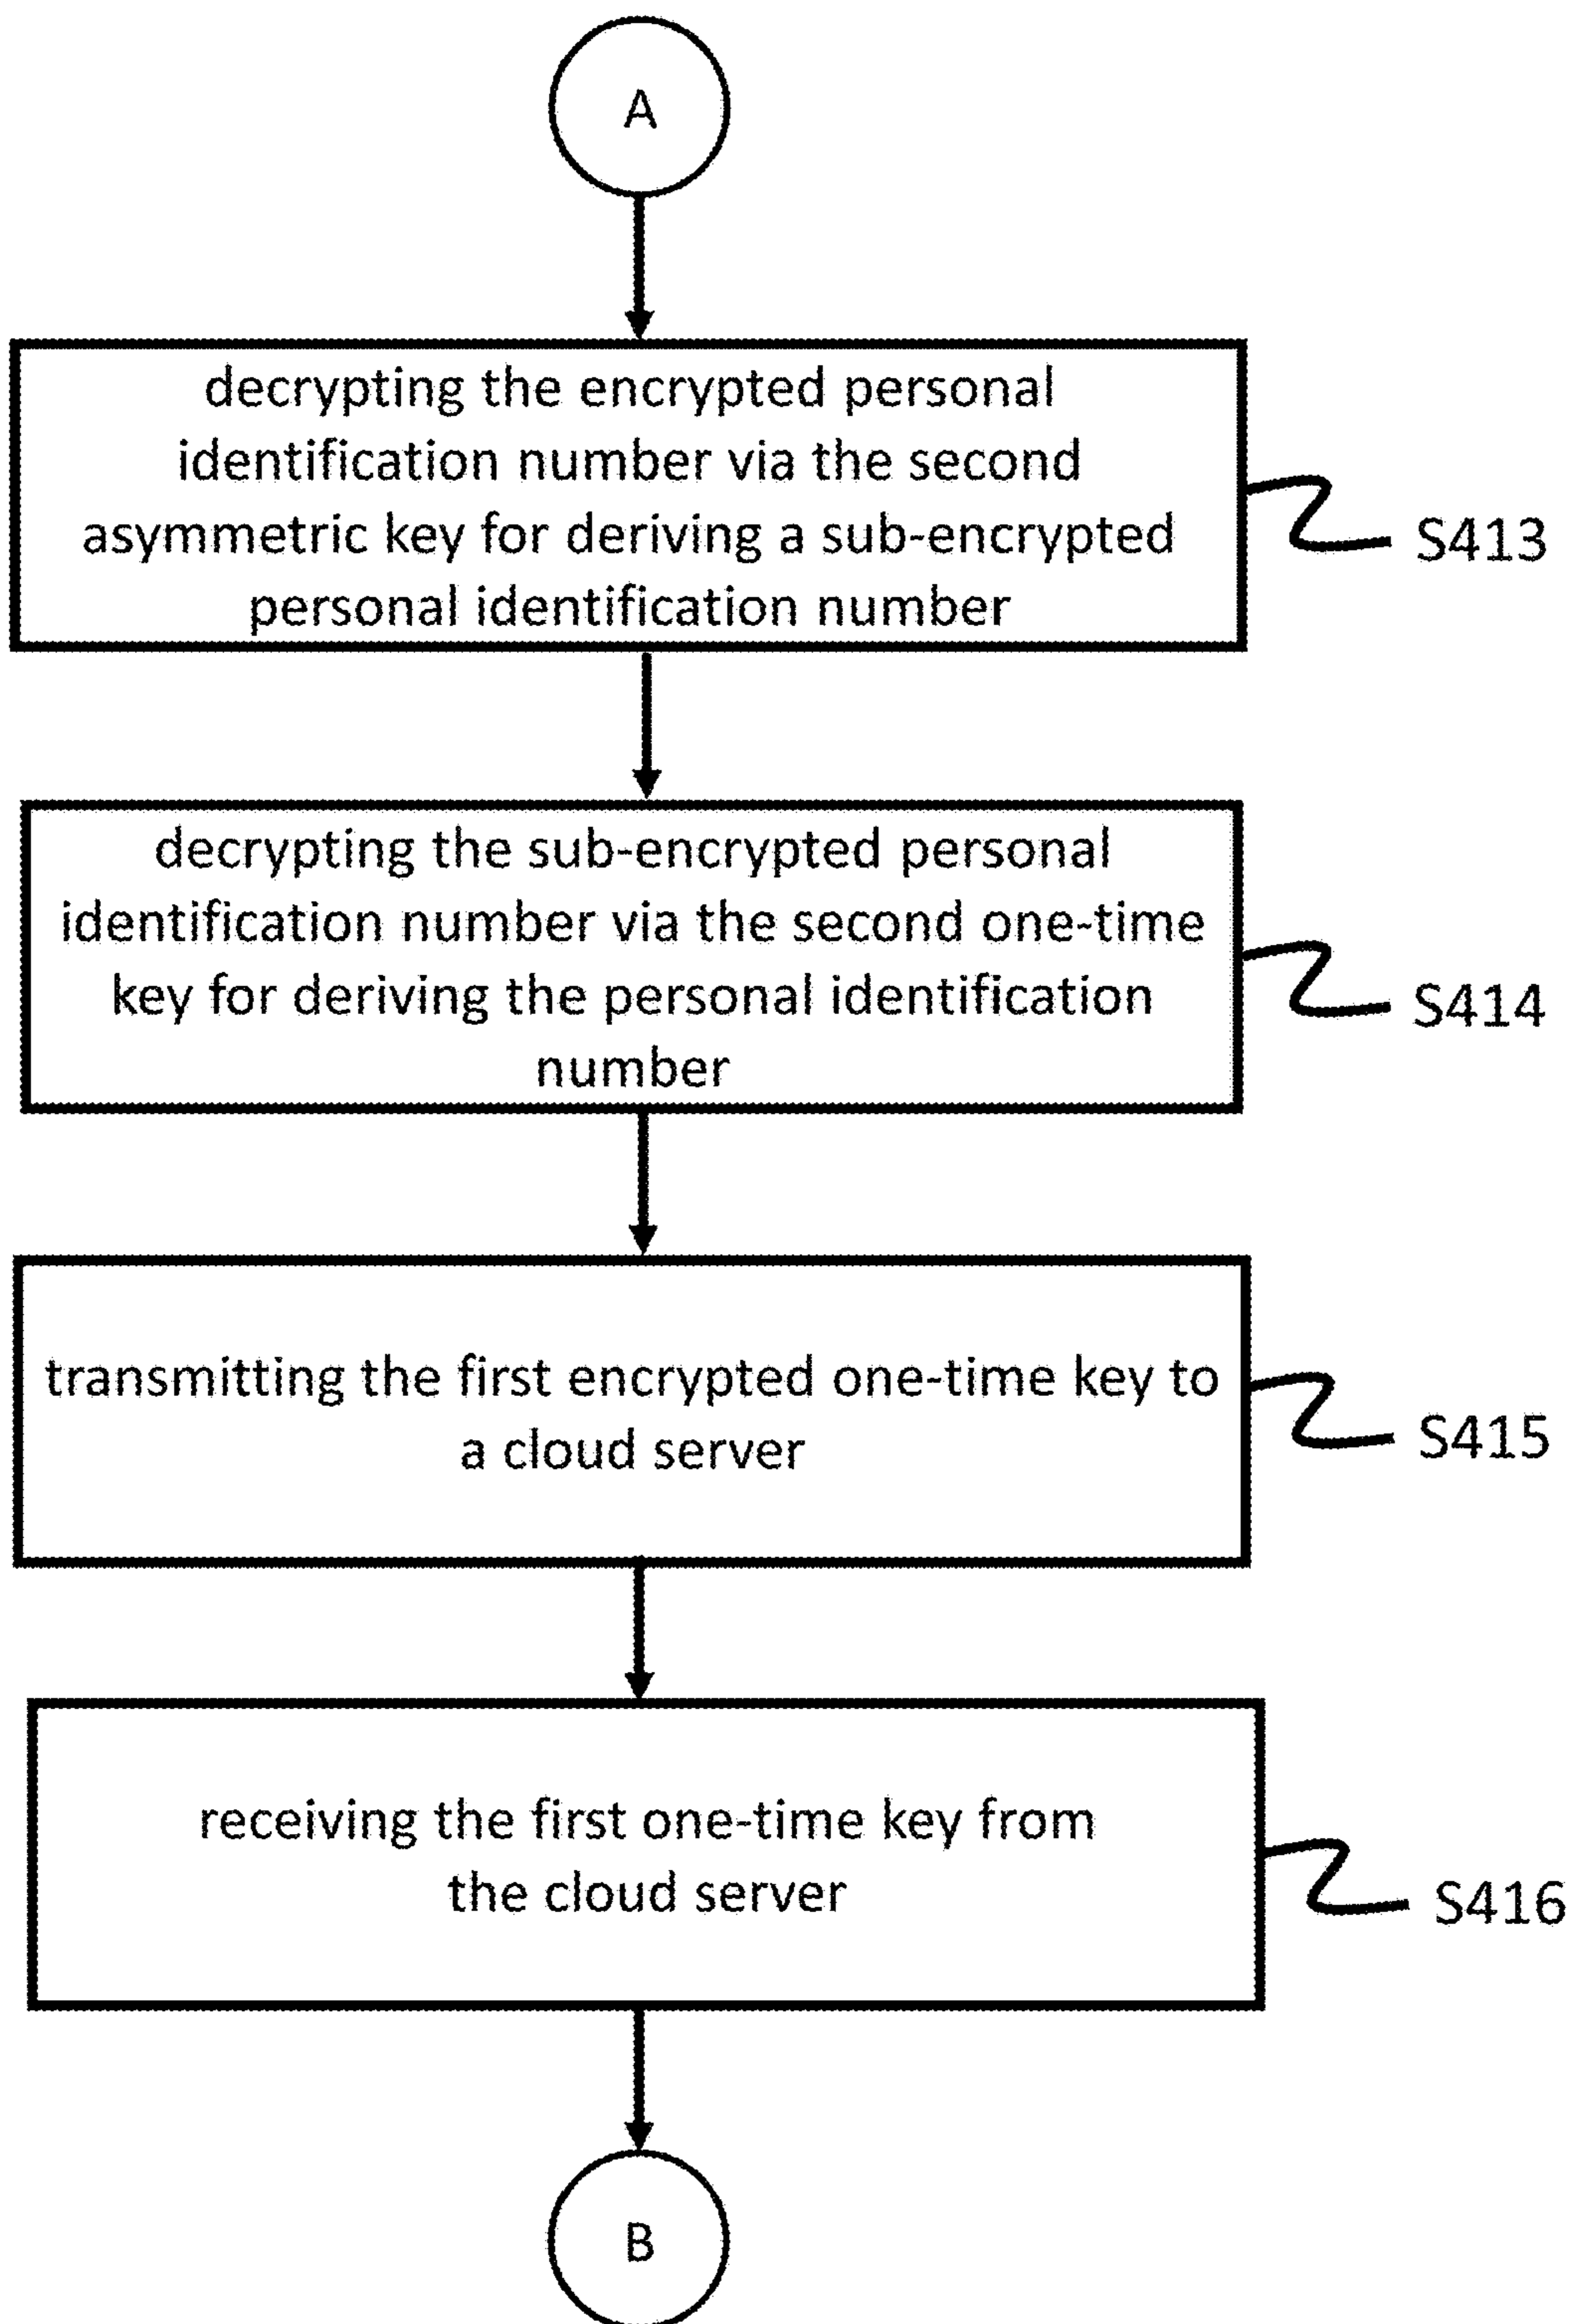 A
decrypting the encrypted personal
identification number via the second
asymmetric key for deriving a sub-encrypted
personal identification number
S413
decrypting the sub-encrypted personal
identification number via the second one-time
key for deriving the personal identification
number
S414
transmitting the first encrypted one-time key to
a cloud server
S415
receiving the first one-time key from
the cloud server
S416
B